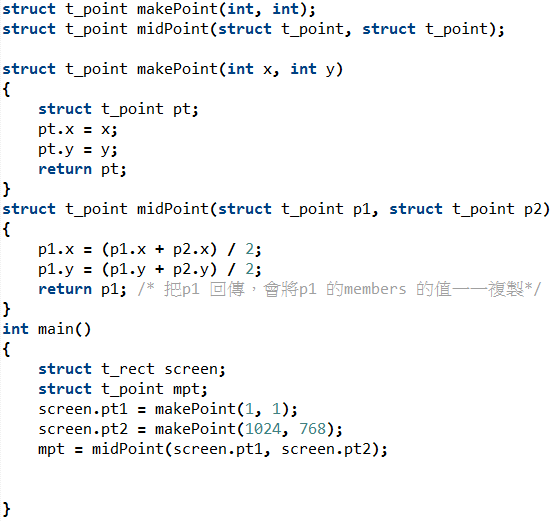 struct t_point makePoint(int, int);
struct t_point midPoint(struct t_point, struct t_point);
struct t_point makePoint(int x, int y)
{
    struct t_point pt;
    pt.x = x;
    pt.y = y;
    return pt;
}
struct t_point midPoint(struct t_point p1, struct t_point p2)
{
    p1.x = (p1.x + p2.x) / 2;
    p1.y = (p1.y + p2.y) / 2;
    return p1; /* 把p1 回傳，會將p1 的members 的值一一複製*/
}
int main()
{
    struct t_rect screen;
    struct t_point mpt;
    screen.pt1 = makePoint(1, 1);
    screen.pt2 = makePoint(1024, 768);
    mpt = midPoint(screen.pt1, screen.pt2);
}